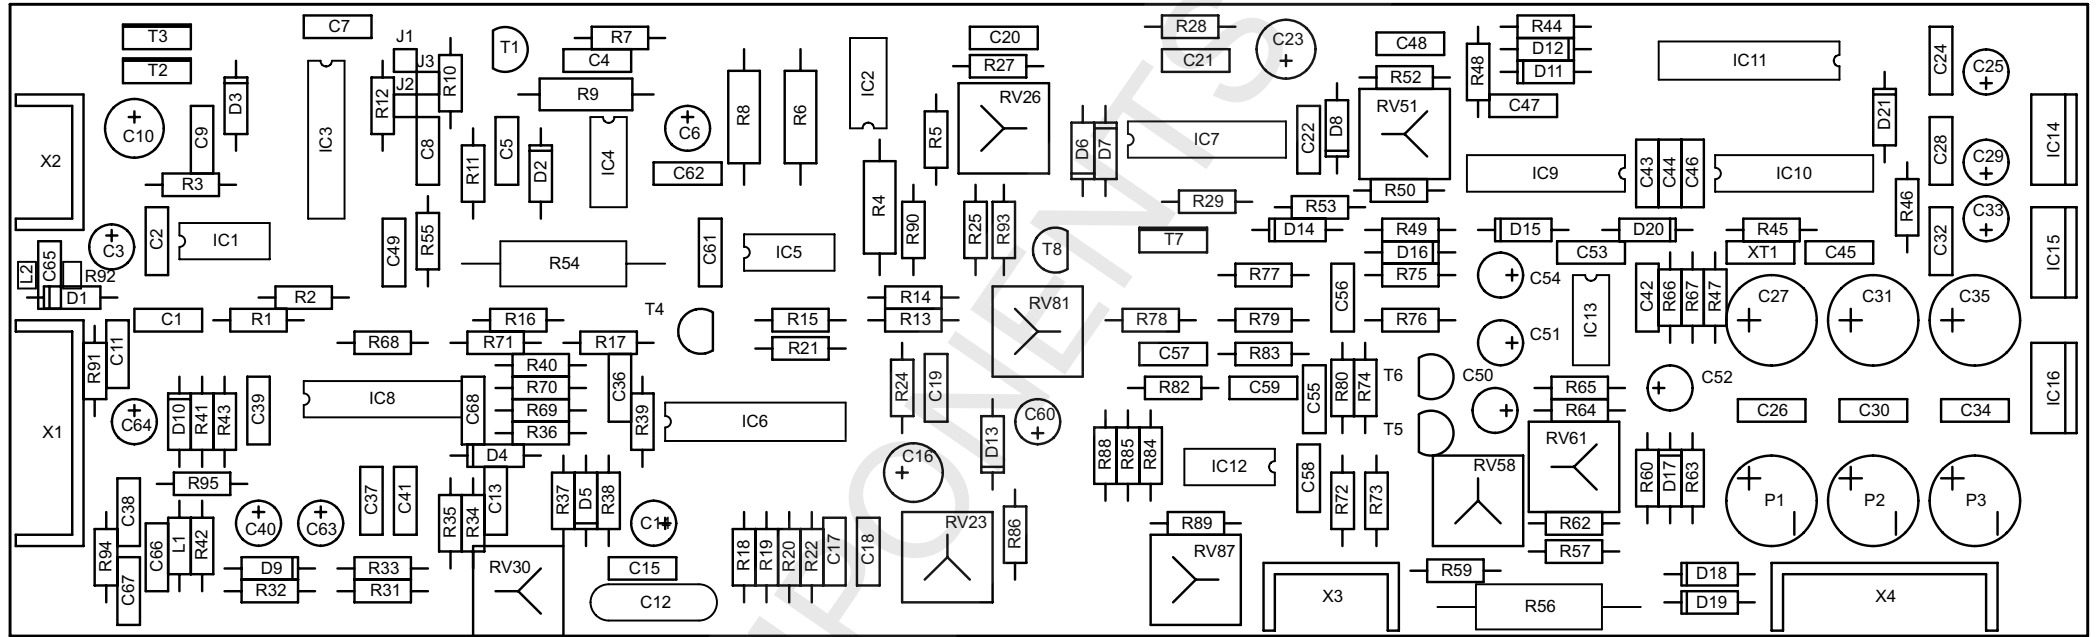 T3
T2
C7
J1
J3
J2
R12
R10
T1
R7
C4
R9
R8
R6
IC2
C20
R27
RV26
R28
C21
C23
C48
R52
RV51
R48
R44
D12
D11
C47
IC11
C24
C25
D21
X2
C10
C9
D3
R3
IC3
C8
R11
C5
D2
IC4
C6
C62
R5
R4
D6
D7
IC7
C22
D8
R50
IC9
C43
C44
C46
IC10
R46
C28
C29
IC14
C3
C2
IC1
C49
R55
R54
C61
IC5
R90
R25
R93
T8
R29
T7
R53
D14
R49
D16
R75
D15
D20
R45
C53
XT1
C45
C32
C33
IC15
L2
C65
R92
D1
R2
C1
R1
R14
R13
RV81
R77
C56
C54
IC13
C42
R66
R67
R47
C27
C31
C35
R91
C11
R68
R16
R71
R17
T4
R15
R21
R78
R79
R76
C51
C57
R83
R82
C59
R40
R70
R69
R36
C36
R39
IC8
C68
IC6
R24
C19
C55
R80
R74
T6
T5
C50
R65
R64
C52
C26
C30
C34
IC16
X1
C64
D10
R41
R43
C39
D4
C16
D13
C60
R88
R85
R84
IC12
C58
R72
R73
RV58
RV61
R60
D17
R63
P1
P2
P3
R95
C38
C40
C63
C37
C41
R35
R34
C13
R37
D5
R38
R94
C66
C67
L1
R42
D9
R32
R33
R31
RV30
C15
C12
R18
R19
R20
R22
C17
C18
RV23
R86
R89
RV87
X3
R62
R57
R59
R56
D18
D19
X4